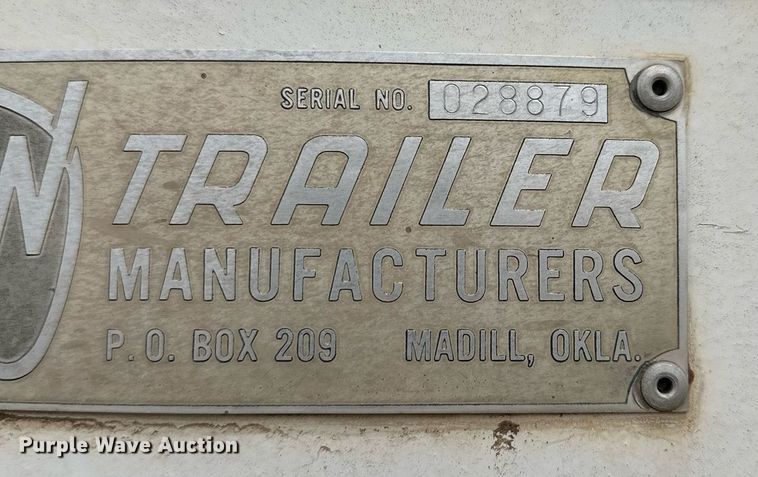 SERIAL NO. 028879
W TRAILER
MANUFACTURERS
P.O. BOX 209 MADILL, OKLA.
Purple Wave Auction